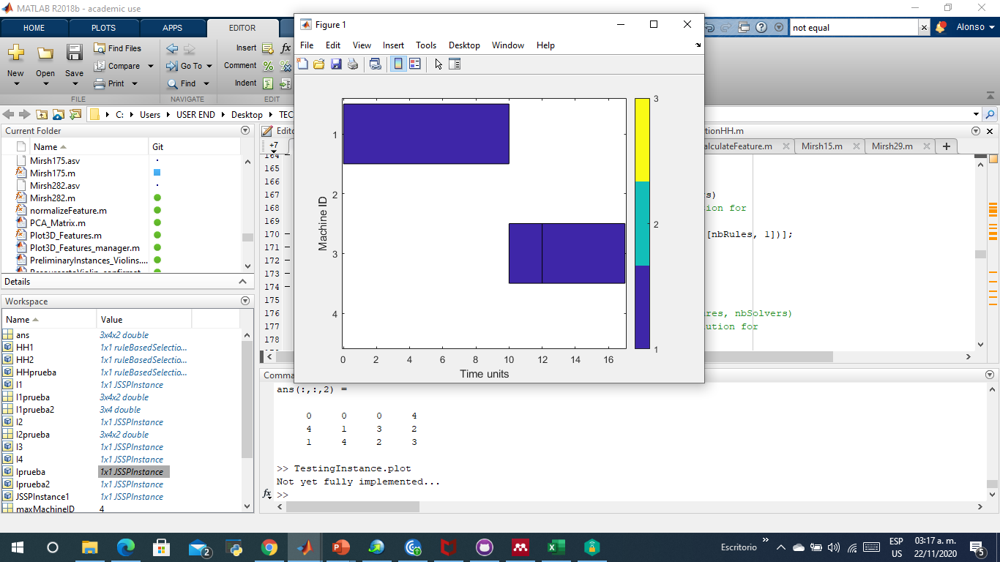 MATLAB R2018b - academic use
HOME PLOTS APPS EDITOR
not equal
Alonso
New
Open
Save
Find Files
Compare
Print
FILE
Go To
Find
NAVIGATE
Insert
fx
Comment
Indent
EDIT
C: Users USER END Desktop TEC
Current Folder
Name Git
Mirsh175.asv
Mirsh175.m
Mirsh282.asv
Mirsh282.m
normalizeFeature.m
PCA_Matrix.m
Plot3D_Features.m
Plot3D_Features_manager.m
PreliminaryInstances_Violins....
Details
Workspace
Name Value
ans 3x4x2 double
HH1 1x1 ruleBasedSelectio...
HH2 1x1 ruleBasedSelectio...
HHprueba 1x1 ruleBasedSelectio...
I1 1x1 JSSPInstance
I1prueba 3x4x2 double
I1prueba2 3x4 double
I2 1x1 JSSPInstance
I2prueba 3x4x2 double
I3 1x1 JSSPInstance
I4 1x1 JSSPInstance
Iprueba 1x1 JSSPInstance
Iprueba2 1x1 JSSPInstance
JSSPInstance1 1x1 JSSPInstance
maxMachineID 4
Figure 1
File Edit View Insert Tools Desktop Window Help
1
2
3
4
Machine ID
0 2 4 6 8 10 12 14 16
Time units
3
2
1
Edito
tionHH.m
+7
alculateFeature.m Mirsh15.m Mirsh29.m
164
165
166
167 s)
168 ion for
169
170 [nbRules, 1])];
171
172
173
174
175
176
177 res, nbSolvers)
446 ution for
178
Comma
ans(:,:,2) =
0 0 0 4
4 1 3 2
1 4 2 3
>> TestingInstance.plot
Not yet fully implemented...
fx >>
2
Escritorio
ESP
US
03:17 a. m.
22/11/2020
5